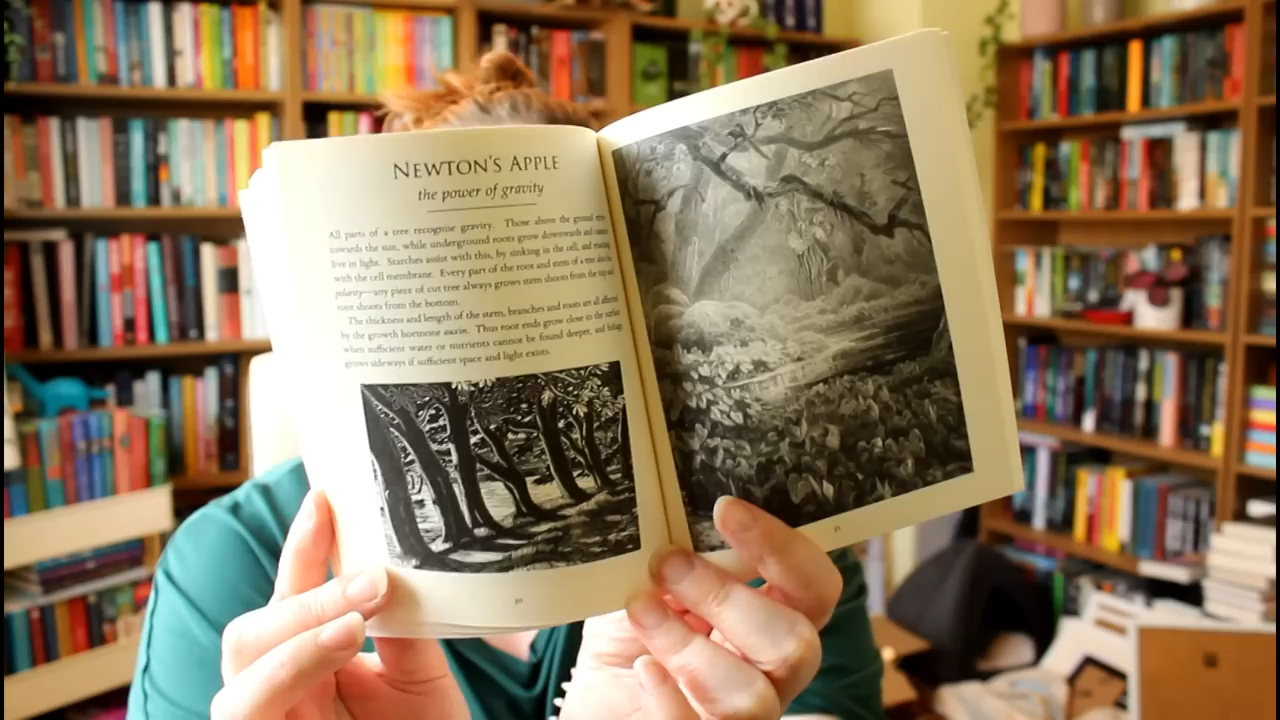 NEWTON'S APPLE
the power of gravity
All parts of a tree recognise gravity. Those above the ground
towards the sun, while underground roots grow downwards and
live in light. Starches assist with this, by sinking in the cell, and
with the cell membrane. Every part of the root and stem of a tree also has
polarity—any piece of cut tree always grows stem shoots from the top and
root shoots from the bottom.
The thickness and length of the stem, branches and roots are all affected
by the growth hormone auxin. Thus root ends grow close to the surface
when sufficient water or nutrients cannot be found deeper, and foliage
grows sideways if sufficient space and light exists.
50
51